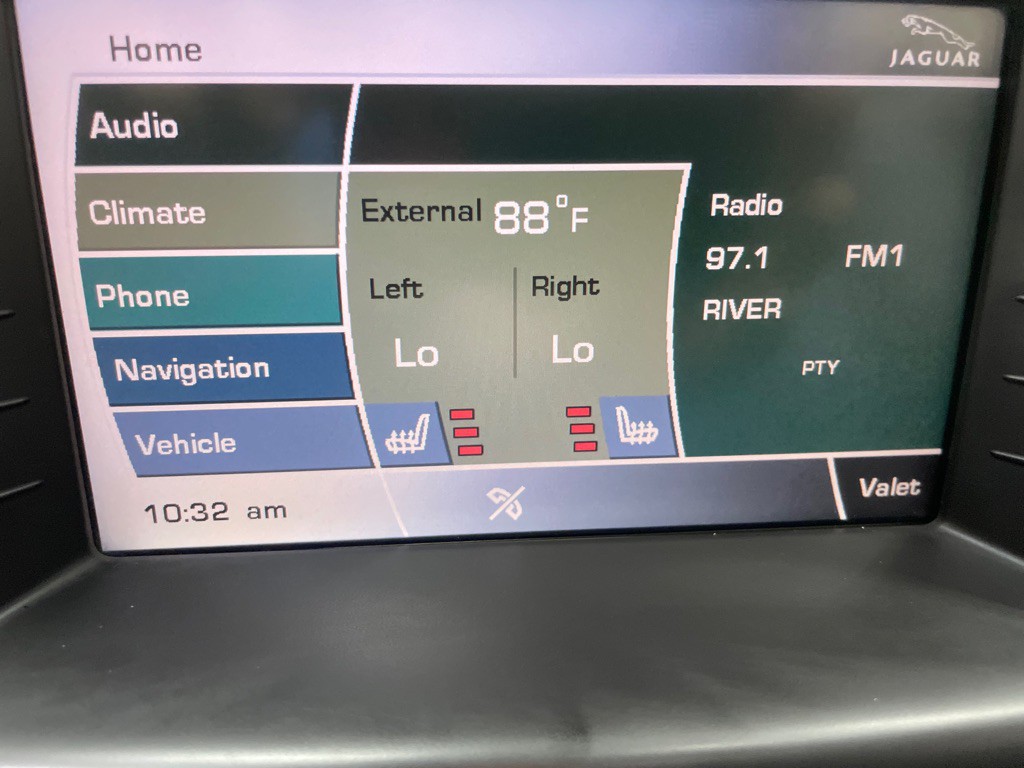 Home
JAGUAR
Audio
Climate
Phone
Navigation
Vehicle
External 88°F
Left
Right
Lo
Lo
Radio
97.1 FM1
RIVER
PTY
10:32 am
Valet